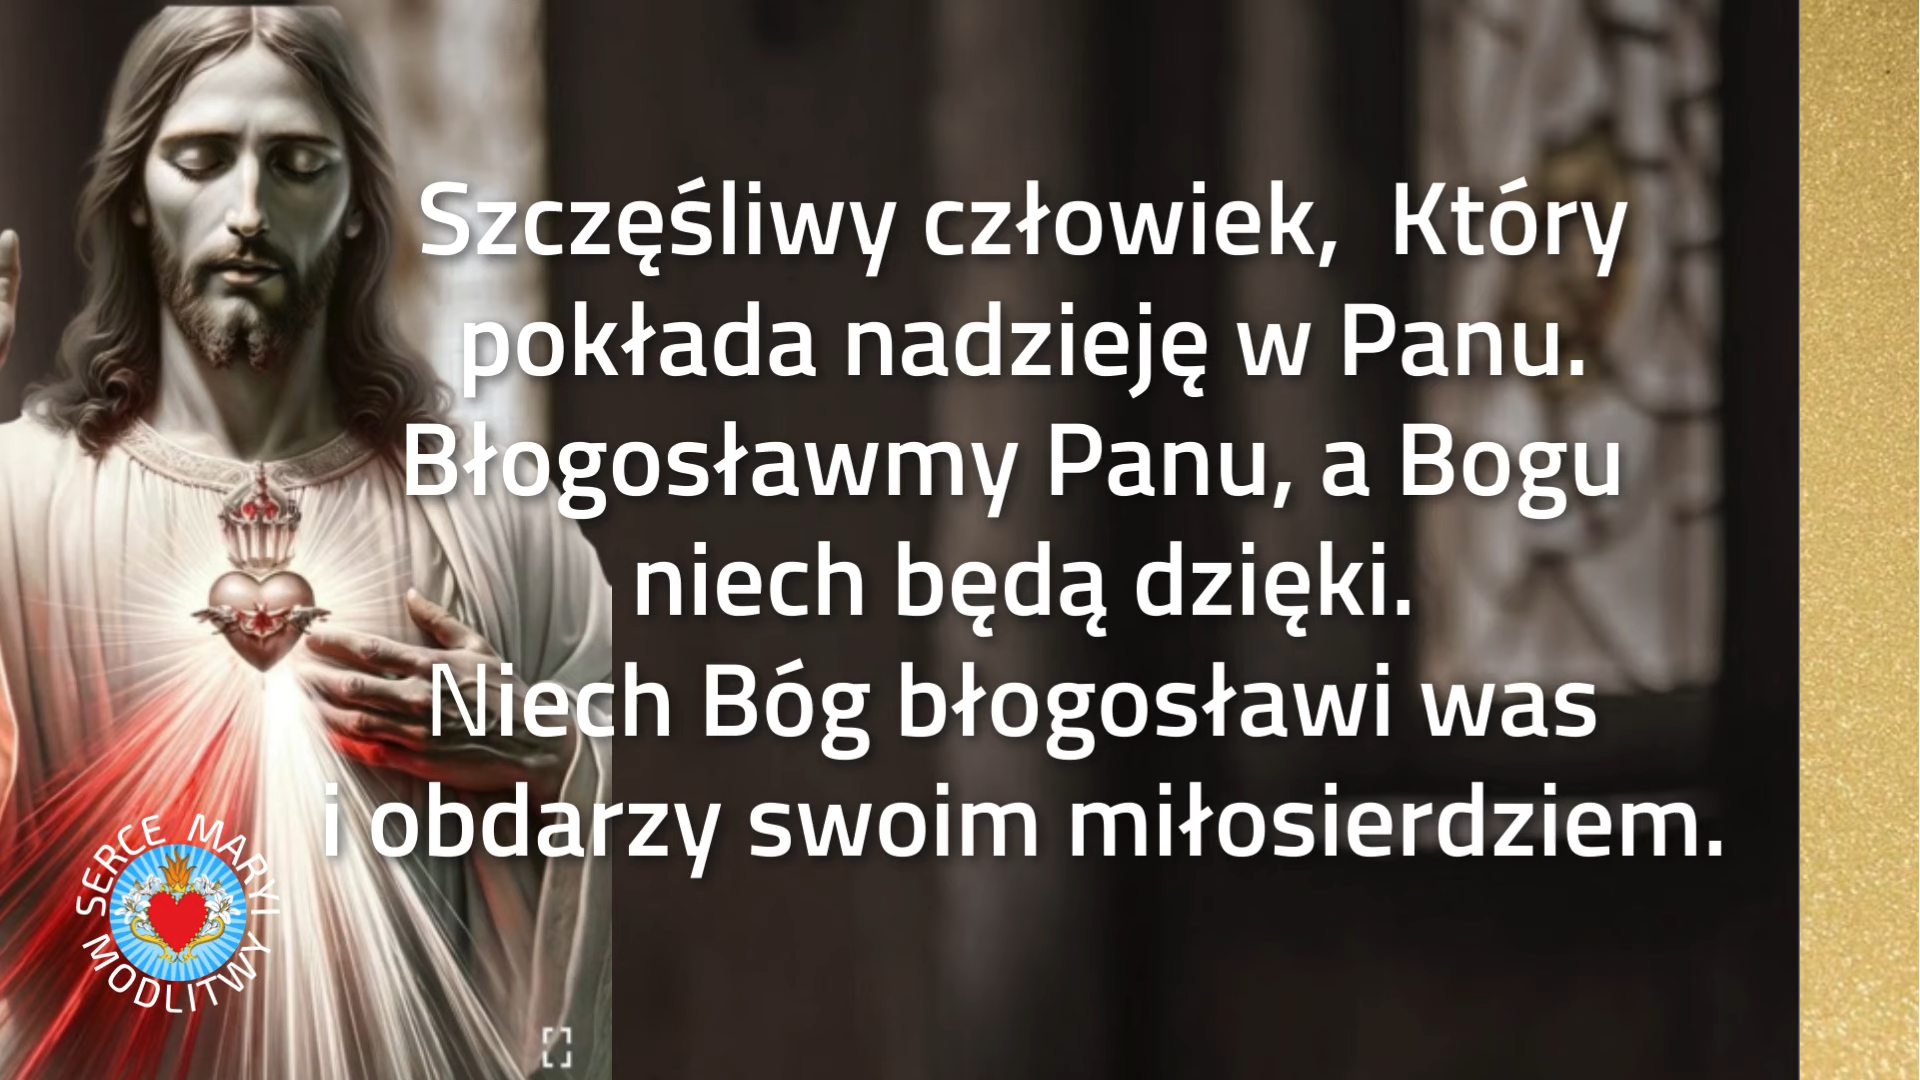 Szczęśliwy człowiek,  Który
pokłada nadzieję w Panu.
Błogosławmy Panu, a Bogu
niech będą dzięki.
Niech Bóg błogosławi was
i obdarzy swoim miłosierdziem.
SERCE MARYI
MODLITWY